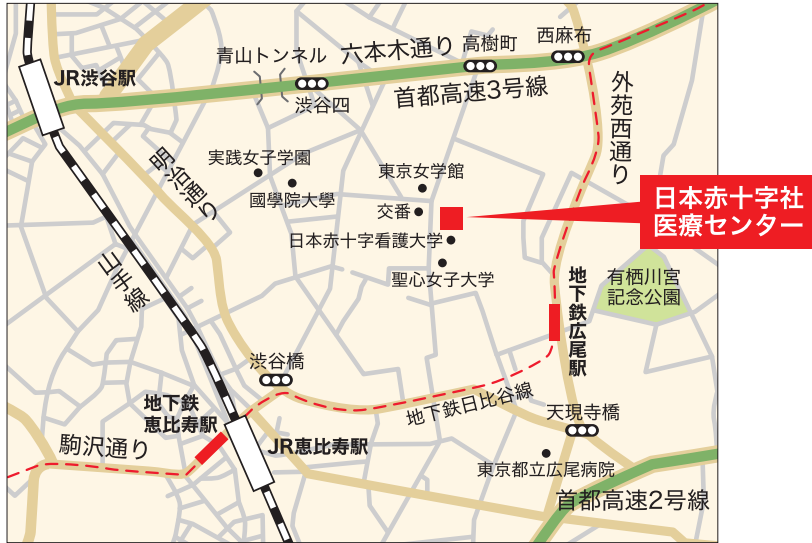 西麻布
高樹町
六本木通り
青山トンネル
JR渋谷駅
首都高速3号線
渋谷四
外苑西通り
明治通り
実践女子学園
國學院大學
東京女学館
交番
日本赤十字社
医療センター
日本赤十字看護大学
聖心女子大学
山手線
地下鉄広尾駅
有栖川宮
記念公園
渋谷橋
地下鉄日比谷線
地下鉄
恵比寿駅
天現寺橋
駒沢通り
JR恵比寿駅
東京都立広尾病院
首都高速2号線